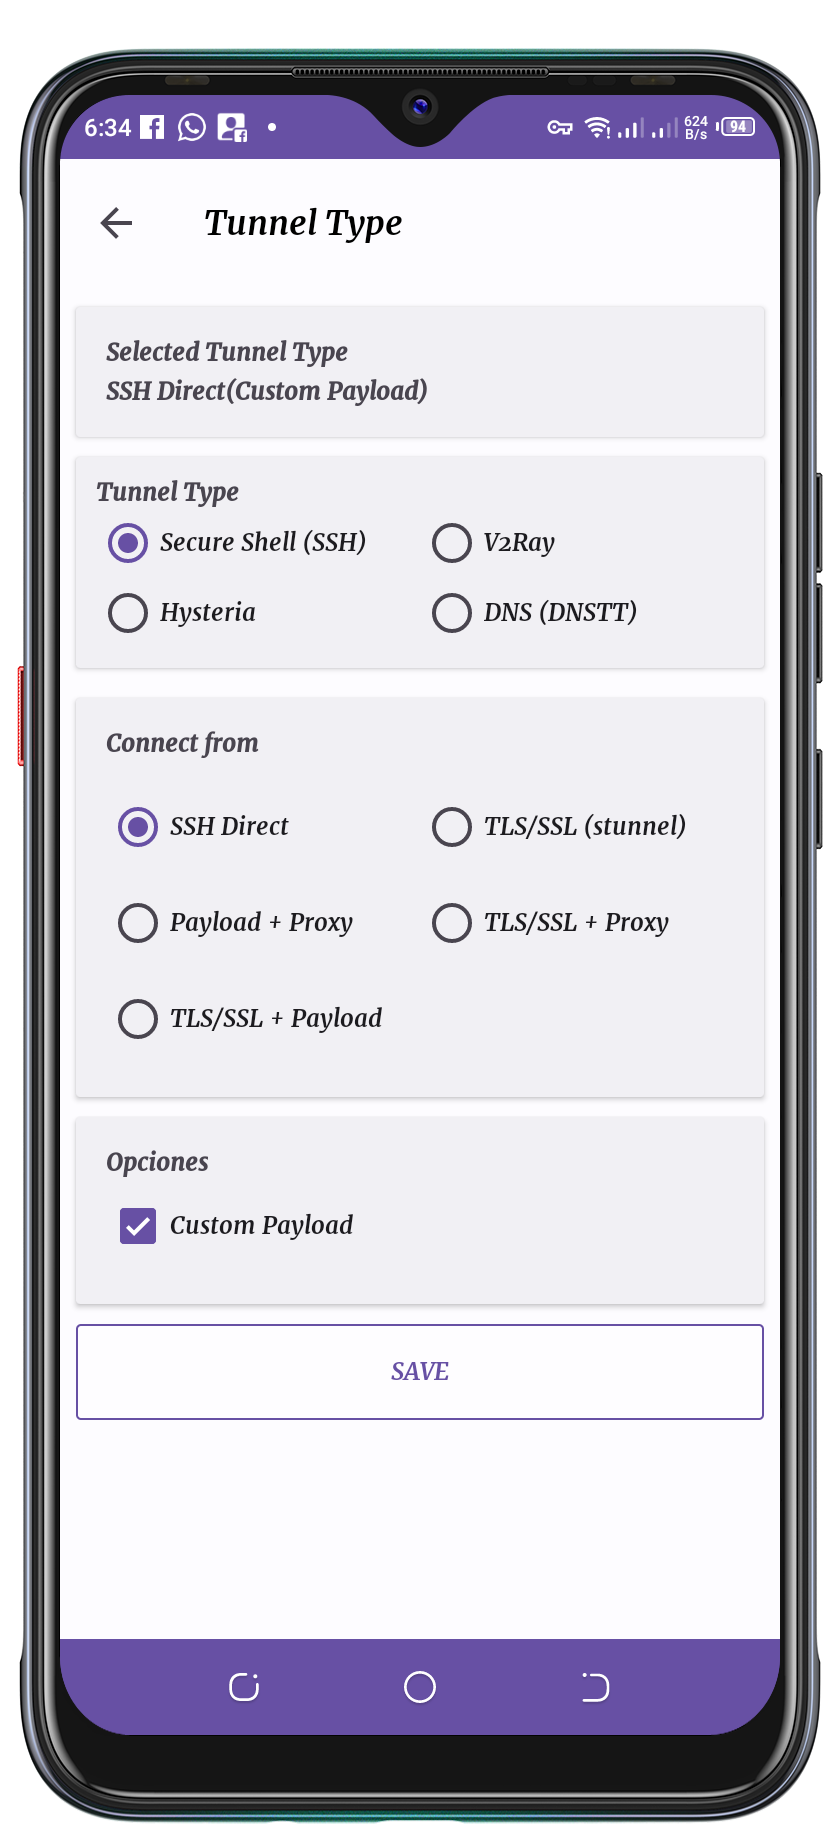 6:34 624 B/s 94
Tunnel Type
Selected Tunnel Type
SSH Direct(Custom Payload)
Tunnel Type
Secure Shell (SSH) V2Ray
Hysteria DNS (DNSTT)
Connect from
SSH Direct TLS/SSL (stunnel)
Payload + Proxy TLS/SSL + Proxy
TLS/SSL + Payload
Opciones
Custom Payload
SAVE